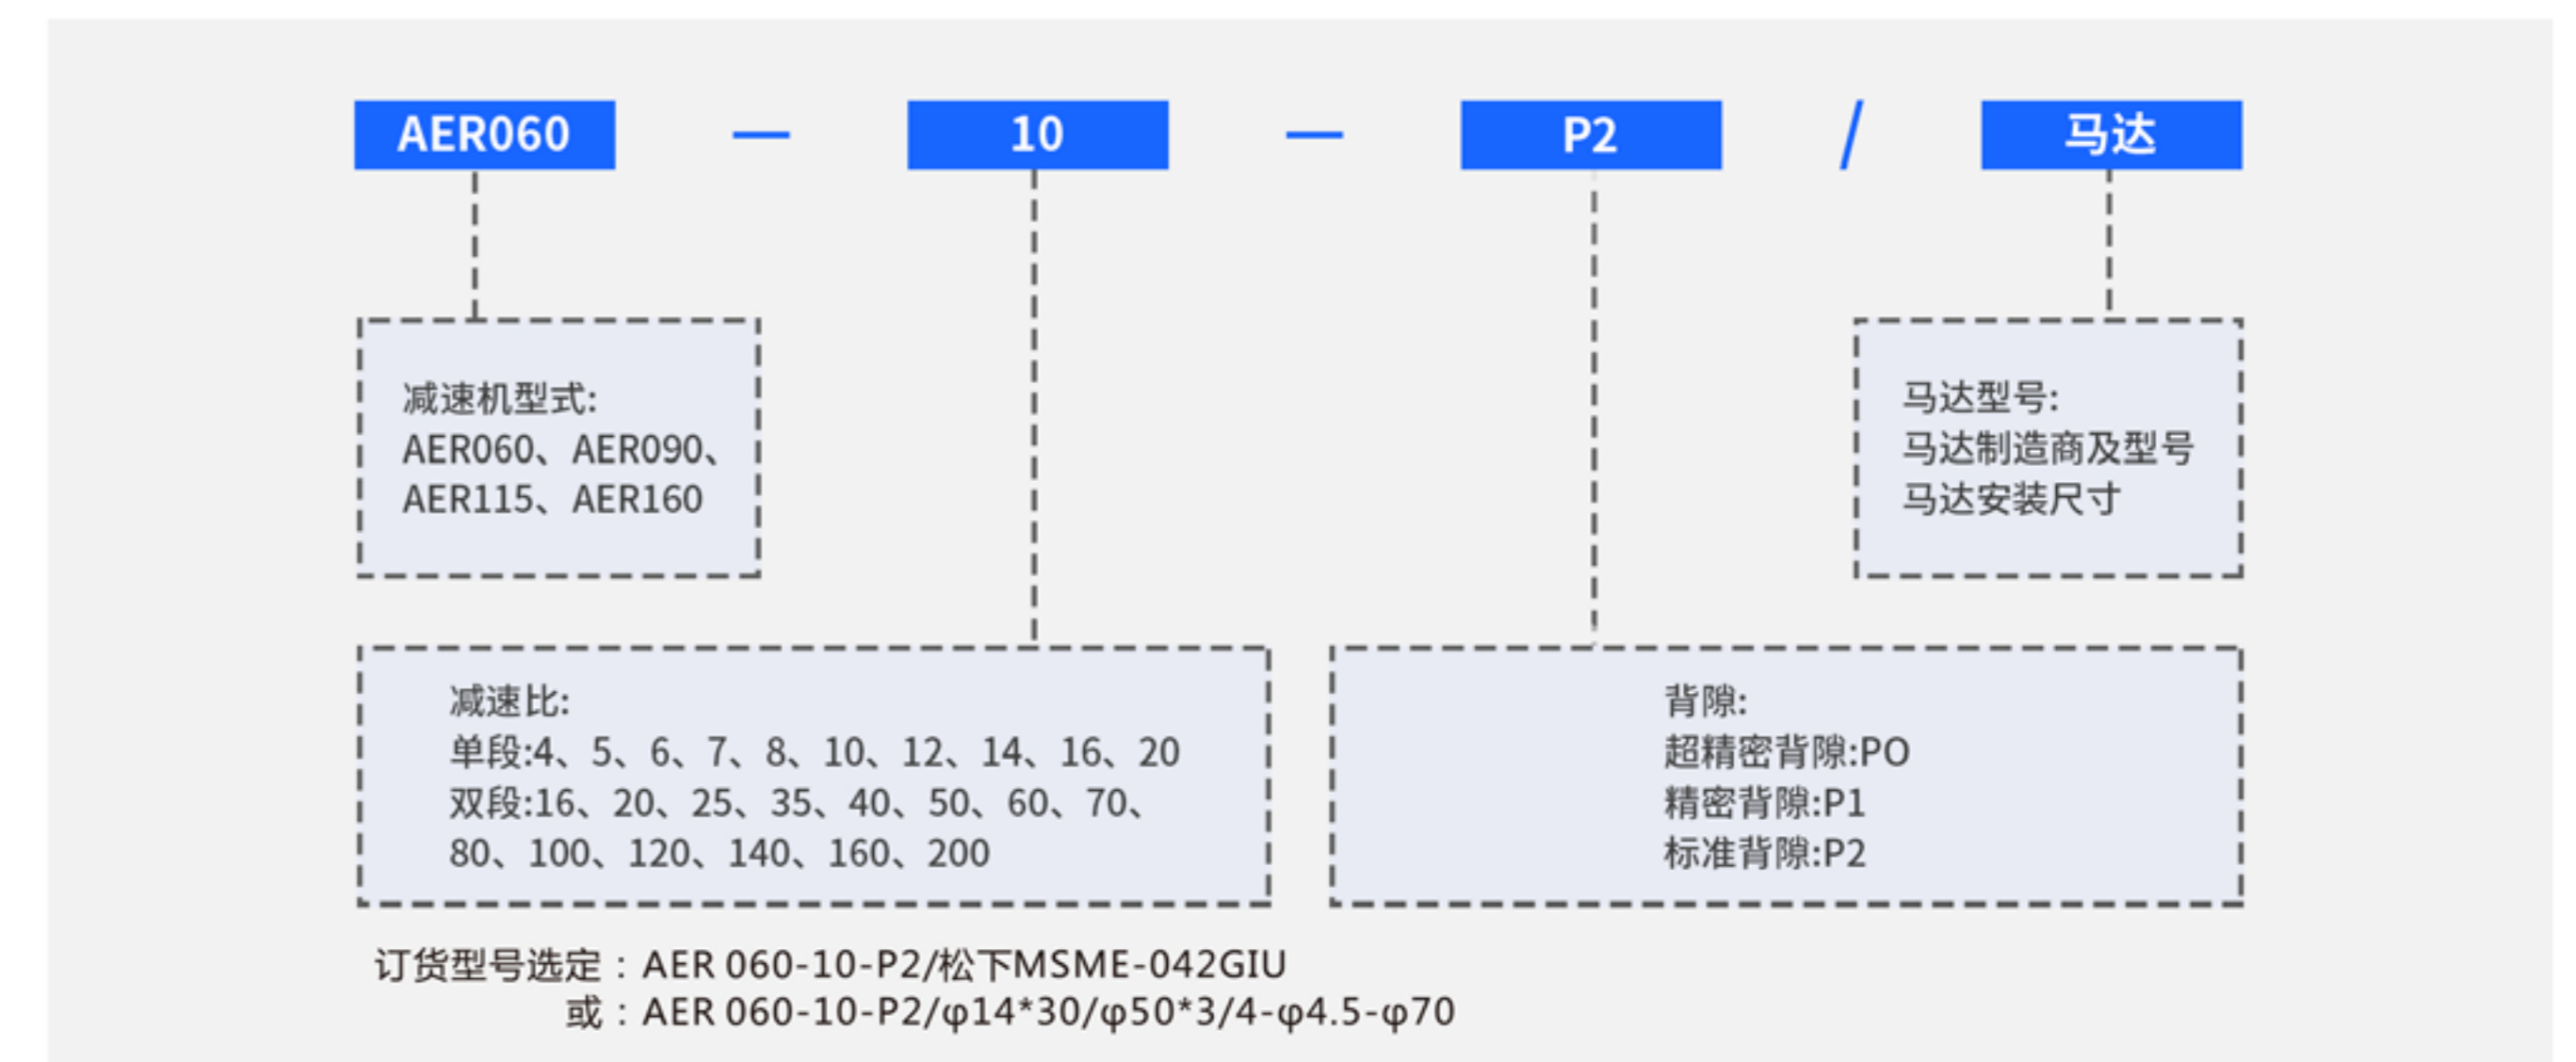 AER060 — 10 — P2 / 马达
减速机型式:
AER060、AER090、
AER115、AER160
马达型号:
马达制造商及型号
马达安装尺寸
减速比:
单段:4、5、6、7、8、10、12、14、16、20
双段:16、20、25、35、40、50、60、70、
80、100、120、140、160、200
背隙:
超精密背隙:PO
精密背隙:P1
标准背隙:P2
订货型号选定：AER 060-10-P2/松下MSME-042GIU
或：AER 060-10-P2/φ14*30/φ50*3/4-φ4.5-φ70